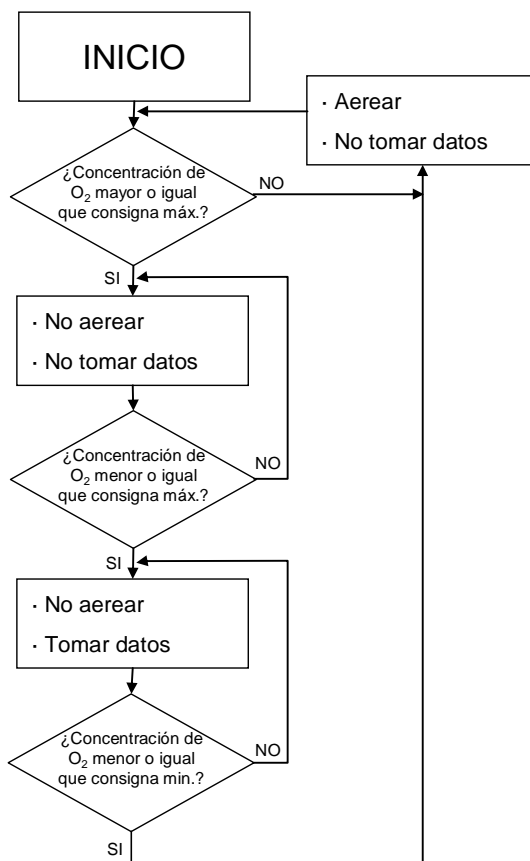 INICIO
· Aerear
· No tomar datos
¿Concentración de
O₂ mayor o igual
que consigna máx.?
NO
SI
· No aerear
· No tomar datos
¿Concentración de
O₂ menor o igual
que consigna máx.?
NO
SI
· No aerear
· Tomar datos
¿Concentración de
O₂ menor o igual
que consigna min.?
NO
SI